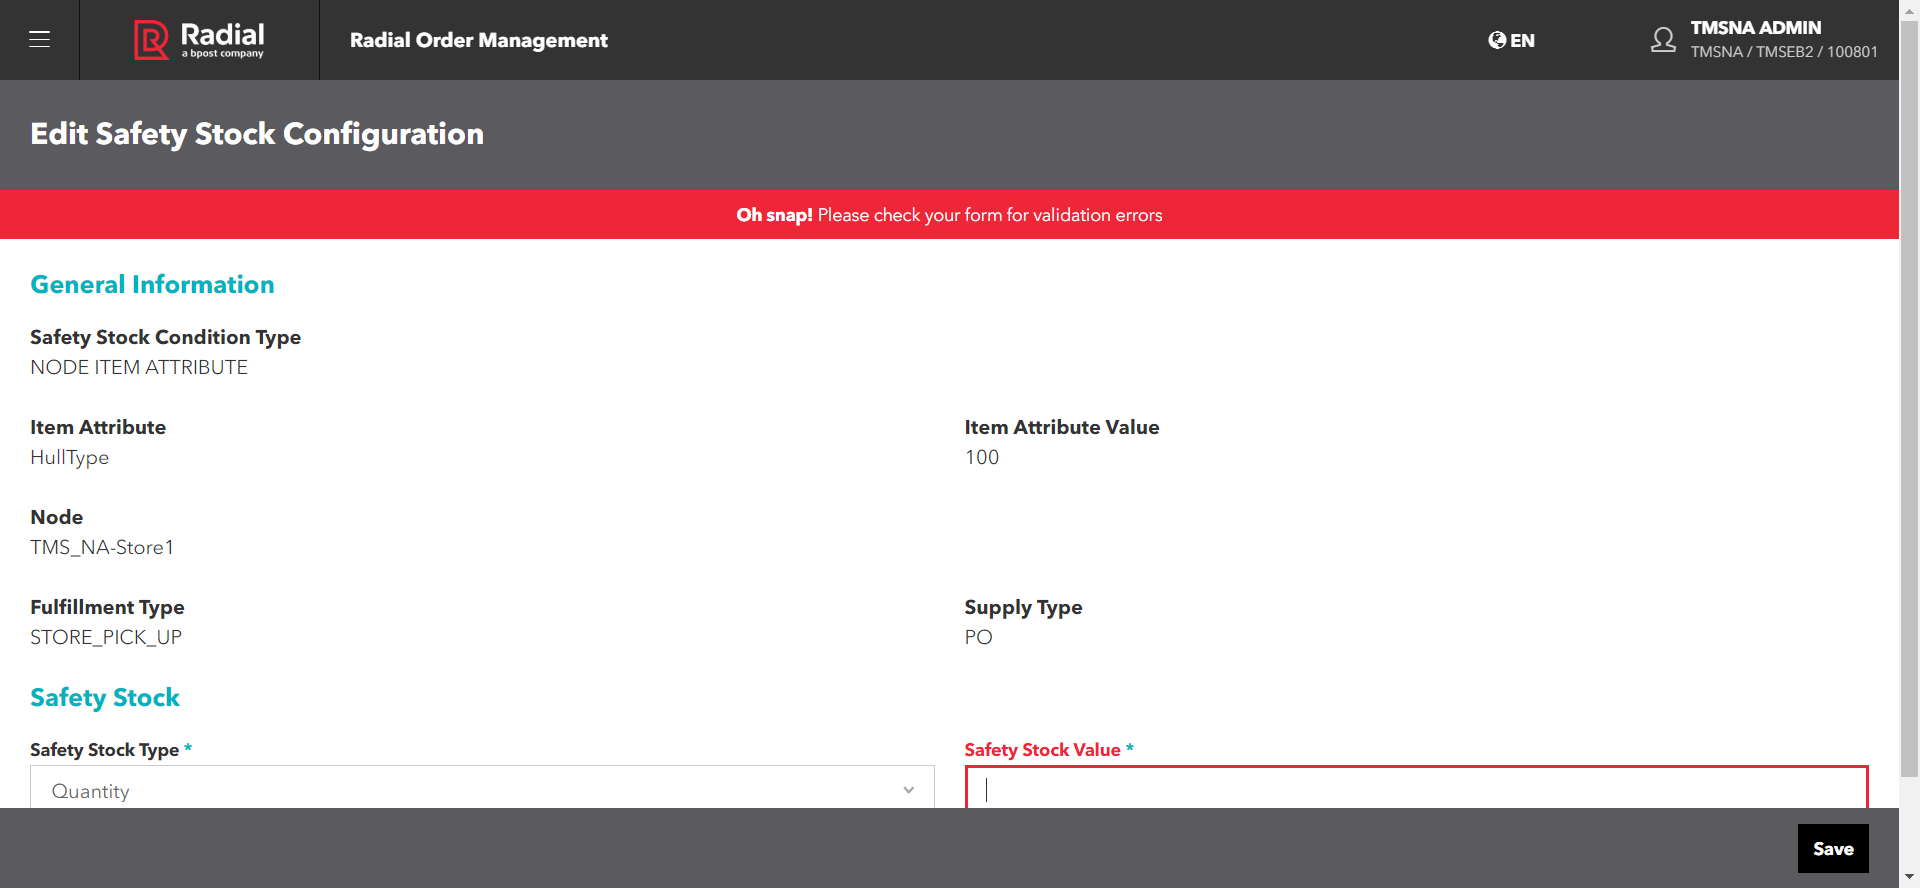 Radial
a bpost company
Radial Order Management
EN
TMSNA ADMIN
TMSNA / TMSEB2 / 100801
Edit Safety Stock Configuration
Oh snap! Please check your form for validation errors
General Information
Safety Stock Condition Type
NODE ITEM ATTRIBUTE
Item Attribute
HullType
Item Attribute Value
100
Node
TMS_NA-Store1
Fulfillment Type
STORE_PICK_UP
Supply Type
PO
Safety Stock
Safety Stock Type *
Quantity
Safety Stock Value *
Save